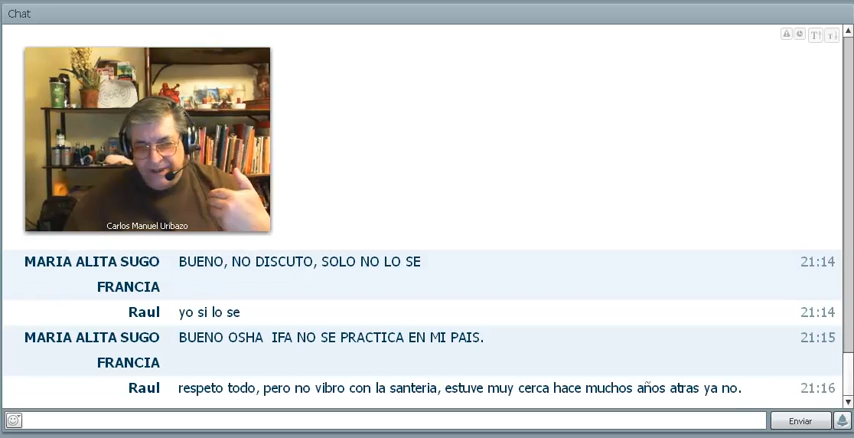 Chat
Carlos Manuel Uribazo
MARIA ALITA SUGO BUENO, NO DISCUTO, SOLO NO LO SE 21:14
FRANCIA
Raul yo si lo se 21:14
MARIA ALITA SUGO BUENO OSHA IFA NO SE PRACTICA EN MI PAIS. 21:15
FRANCIA
Raul respeto todo, pero no vibro con la santeria, estuve muy cerca hace muchos años atras ya no. 21:16
Enviar